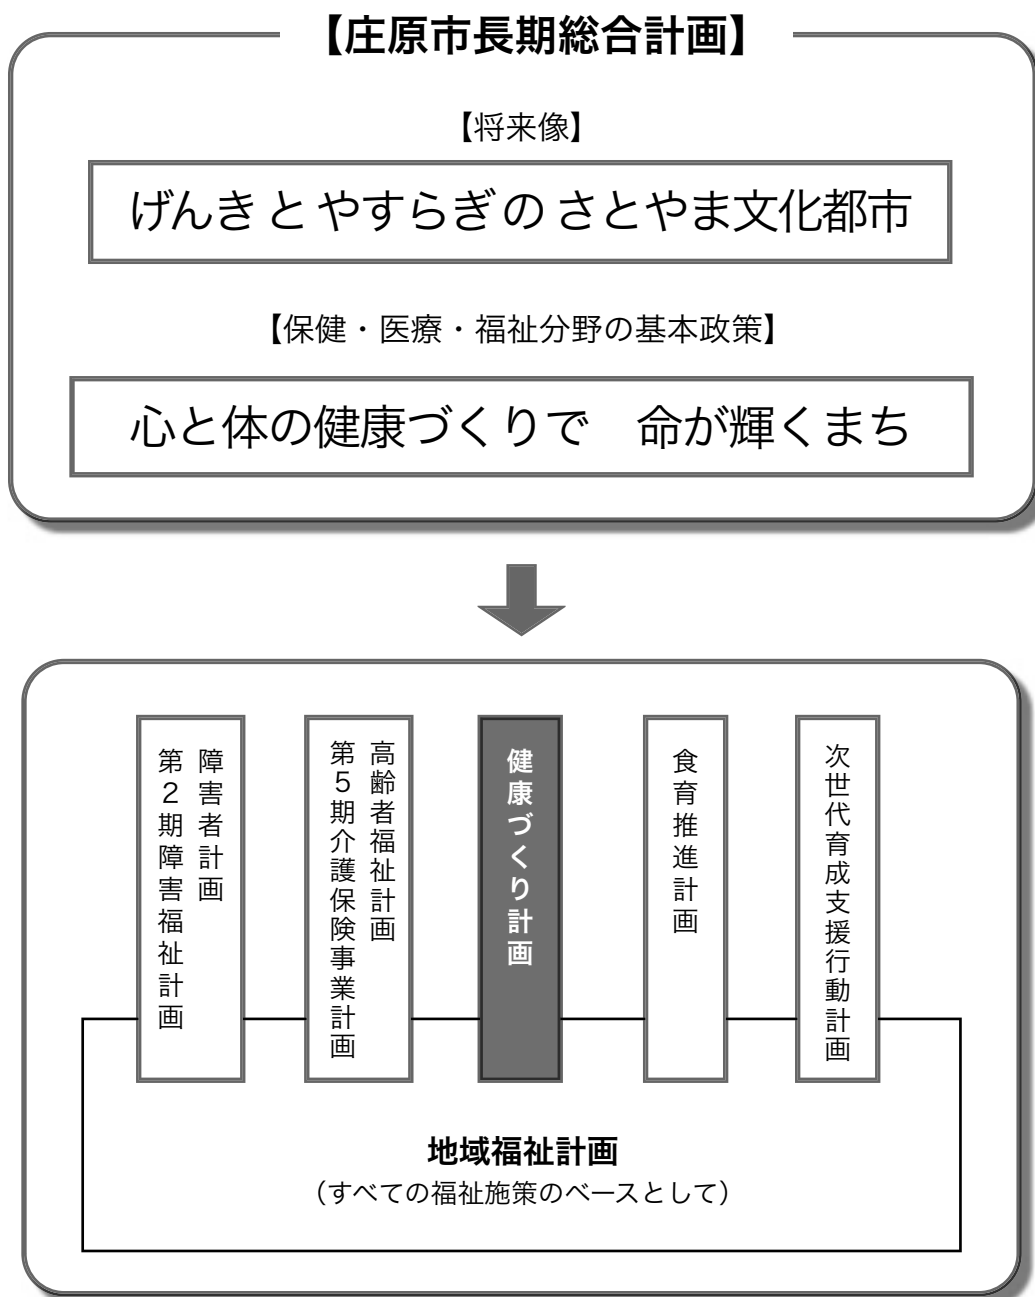 【庄原市長期総合計画】
【将来像】
げんきとやすらぎのさとやま文化都市
【保健・医療・福祉分野の基本政策】
心と体の健康づくりで　命が輝くまち
障害者計画
第2期障害福祉計画
高齢者福祉計画
第5期介護保険事業計画
健康づくり計画
食育推進計画
次世代育成支援行動計画
地域福祉計画
（すべての福祉施策のベースとして）